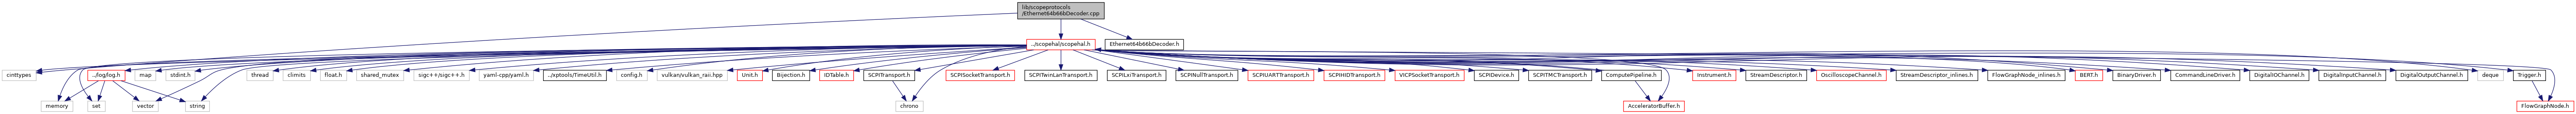 lib/scopeprotocols
/Ethernet64b66bDecoder.cpp
../scopehal/scopehal.h
Ethernet64b66bDecoder.h
cinttypes
../log/log.h
map
stdint.h
thread
climits
float.h
shared_mutex
sigc++/sigc++.h
yaml-cpp/yaml.h
../xptools/TimeUtil.h
config.h
vulkan/vulkan_raii.hpp
Unit.h
Bijection.h
IDTable.h
SCPITransport.h
SCPISocketTransport.h
SCPITwinLanTransport.h
SCPILxiTransport.h
SCPINullTransport.h
SCPIUARTTransport.h
SCPIHIDTransport.h
VICPSocketTransport.h
SCPIDevice.h
SCPITMCTransport.h
ComputePipeline.h
Instrument.h
StreamDescriptor.h
OscilloscopeChannel.h
StreamDescriptor_inlines.h
FlowGraphNode_inlines.h
BERT.h
BinaryDriver.h
CommandLineDriver.h
DigitalIOChannel.h
DigitalInputChannel.h
DigitalOutputChannel.h
deque
Trigger.h
memory
set
vector
string
chrono
AcceleratorBuffer.h
FlowGraphNode.h